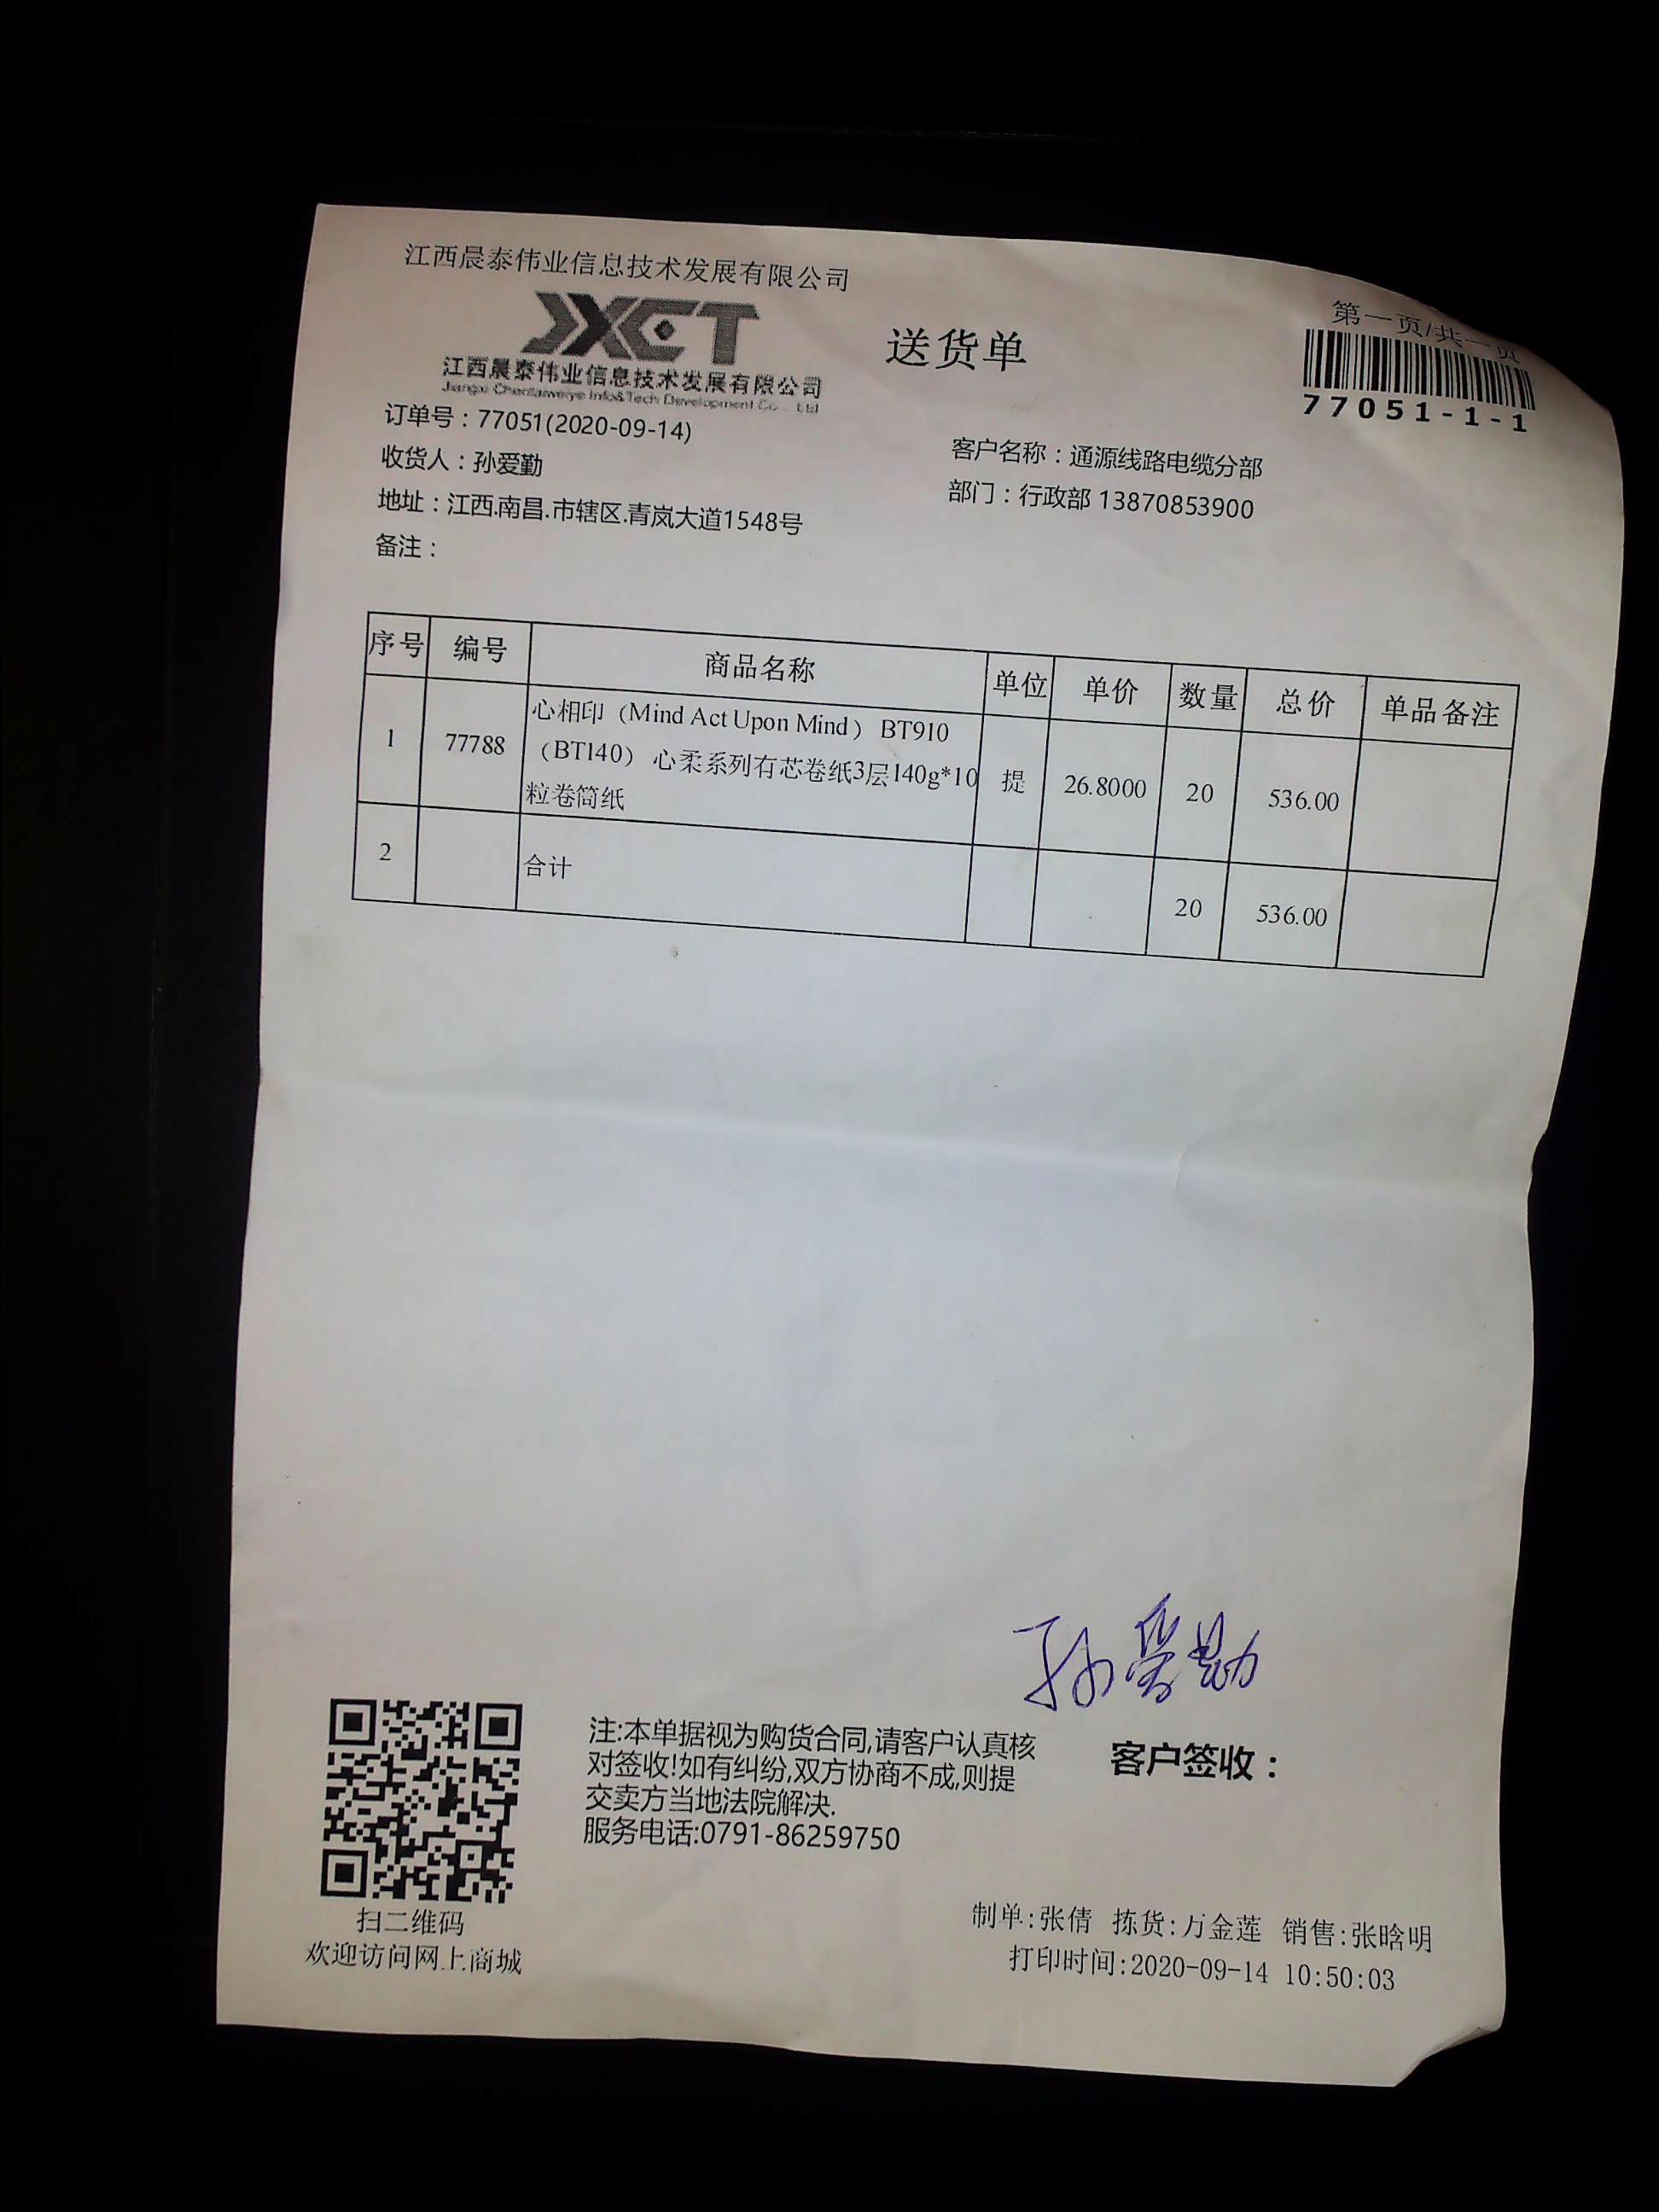 江西晨泰伟业信息技术发展有限公司
第一页/共一页
JXCT
江西晨泰伟业信息技术发展有限公司
Jiangxi Chentaiweiye Info&Tech Development Co., Ltd
送货单
77051-1-1
订单号：77051(2020-09-14)
收货人：孙爱勤
客户名称：通源线路电缆分部
地址：江西.南昌.市辖区.青岚大道1548号
部门：行政部 13870853900
备注：
序号 编号 商品名称 单位 单价 数量 总价 单品备注
心相印（Mind Act Upon Mind）BT910
1 77788 （BT140）心柔系列有芯卷纸3层140g*10 提 26.8000 20 536.00
粒卷筒纸
2 合计 20 536.00
孙爱勤
注:本单据视为购货合同,请客户认真核
对签收!如有纠纷,双方协商不成,则提
交卖方当地法院解决.
服务电话:0791-86259750
客户签收：
扫二维码
欢迎访问网上商城
制单:张倩 拣货:万金莲 销售:张晗明
打印时间:2020-09-14 10:50:03